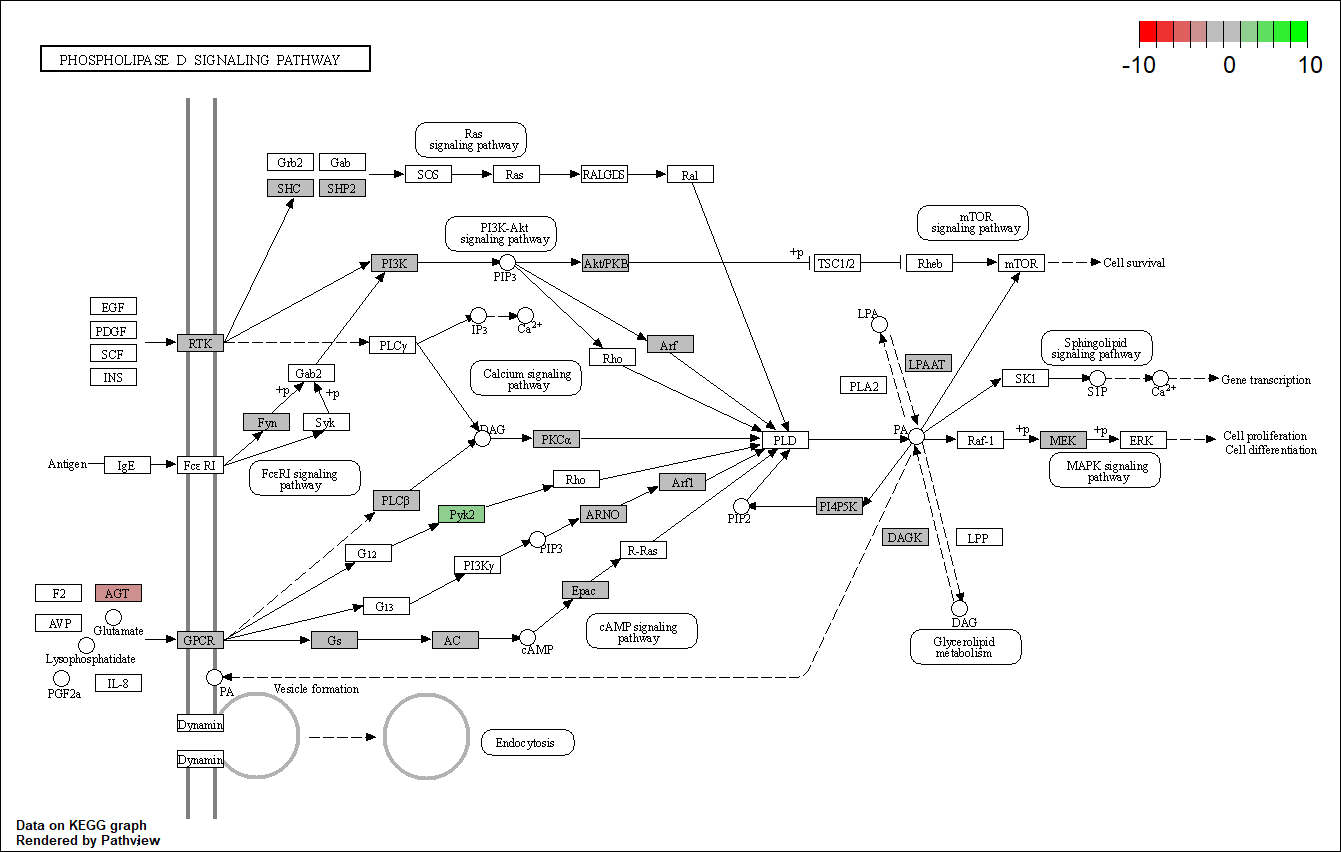 PHOSPHOLIPASE D SIGNALING PATHWAY
-10 0 10
Ras
signaling pathway
Grb2 Gab
SOS Ras RALGDS Ral
SHC SHP2
PI3K-Akt
signaling pathway
mTOR
signaling pathway
+p
PI3K Akt/PKB TSC1/2 Rheb mTOR Cell survival
PIP3
EGF
PDGF
SCF
INS
RTK
PLCγ
IP3 Ca2+
Rho
Arf
LPA
LPAAT
PLA2
Sphingolipid
signaling pathway
Gab2
+p +p
Calcium signaling
pathway
SK1 S1P Ca2+ Gene transcription
Fyn Syk
DAG PKCα PLD PA
Raf-1 +p MEK +p ERK
Cell proliferation
Cell differentiation
Antigen IgE Fcε RI
FcεRI signaling
pathway
MAPK signaling
pathway
PLCβ
Rho Arf1
Pyk2 ARNO
PIP2 PI4P5K
G12
PIP3
PI3Kγ
R-Ras
DAGK LPP
Epac
G13
F2 AGT
AVP Glutamate
Lysophosphatidate
PGF2a IL-8
GPCR Gs AC cAMP
cAMP signaling
pathway
DAG
Glycerolipid
metabolism
PA Vesicle formation
Dynamin
Dynamin
Endocytosis
Data on KEGG graph
Rendered by Pathview